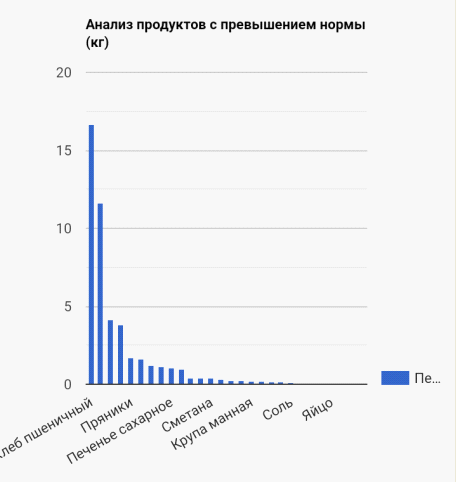 Анализ продуктов с превышением нормы
(кг)
20
15
10
5
0
леб пшеничный
Пряники
Печенье сахарное
Сметана
Крупа манная
Соль
Яйцо
Пе...